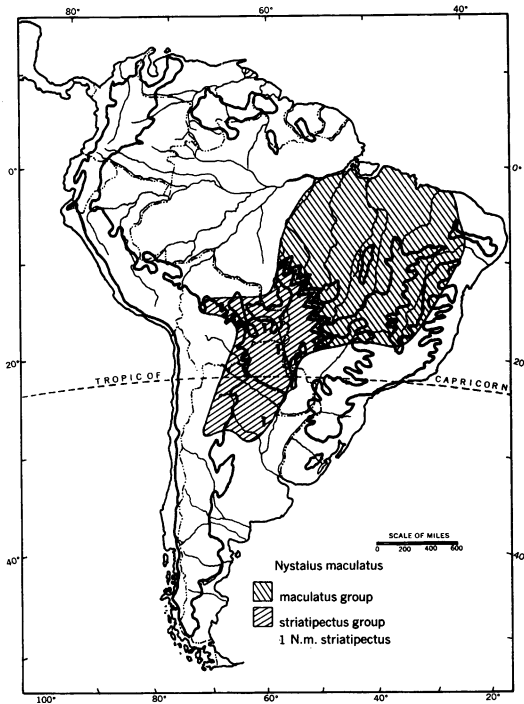 80° 60° 40°
0° 0°
20° 20°
TROPIC OF CAPRICORN
SCALE OF MILES
0 200 400 600
40° 40°
Nystalus maculatus
maculatus group
striatipectus group
1 N.m. striatipectus
100° 80° 60° 40° 20°